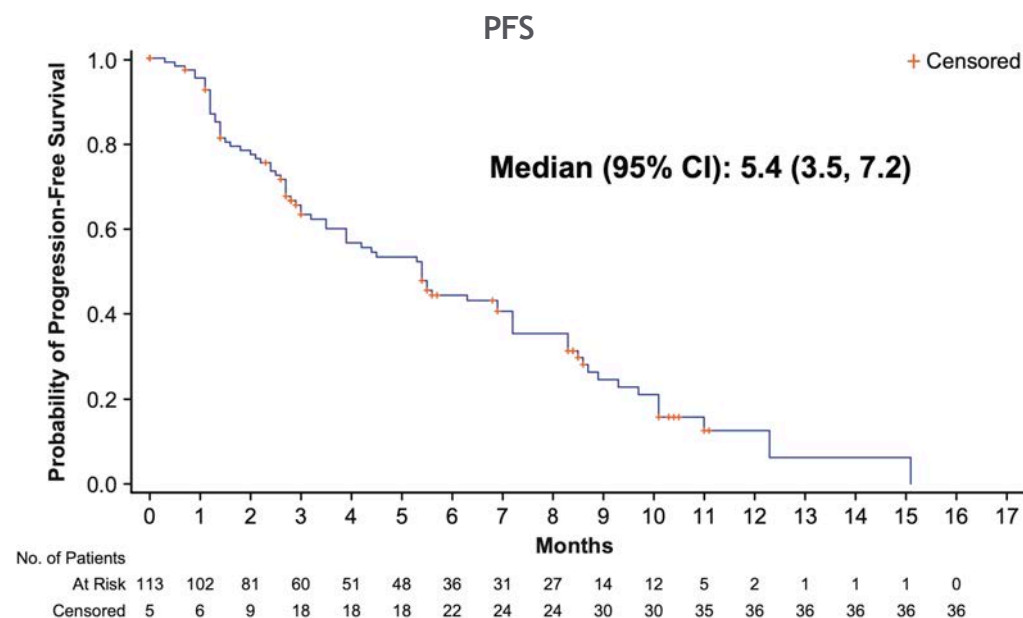 PFS
+ Censored
Probability of Progression-Free Survival
Median (95% CI): 5.4 (3.5, 7.2)
1.0
0.8
0.6
0.4
0.2
0.0
0 1 2 3 4 5 6 7 8 9 10 11 12 13 14 15 16 17
Months
No. of Patients
At Risk 113 102 81 60 51 48 36 31 27 14 12 5 2 1 1 1 0
Censored 5 6 9 18 18 18 22 24 24 30 30 35 36 36 36 36 36